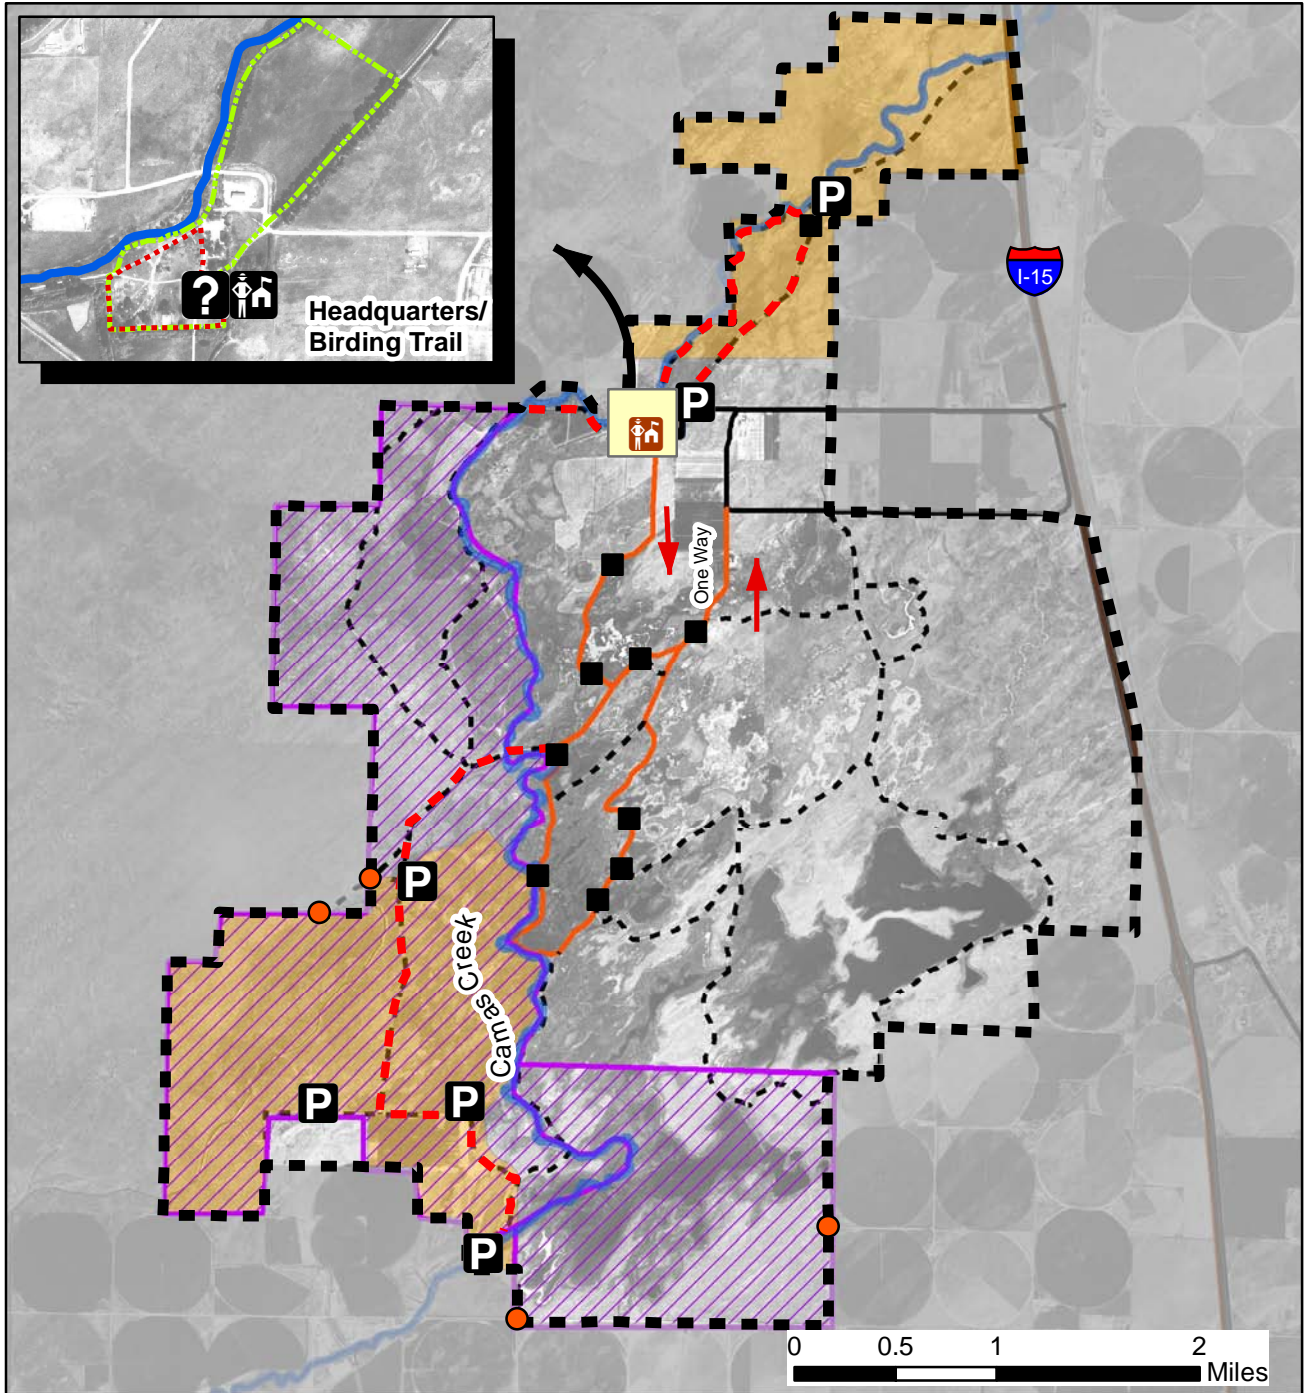 ?
Headquarters/
Birding Trail
P
I-15
P
One Way
P
Camas Creek
P
P
P
0 0.5 1 2
Miles